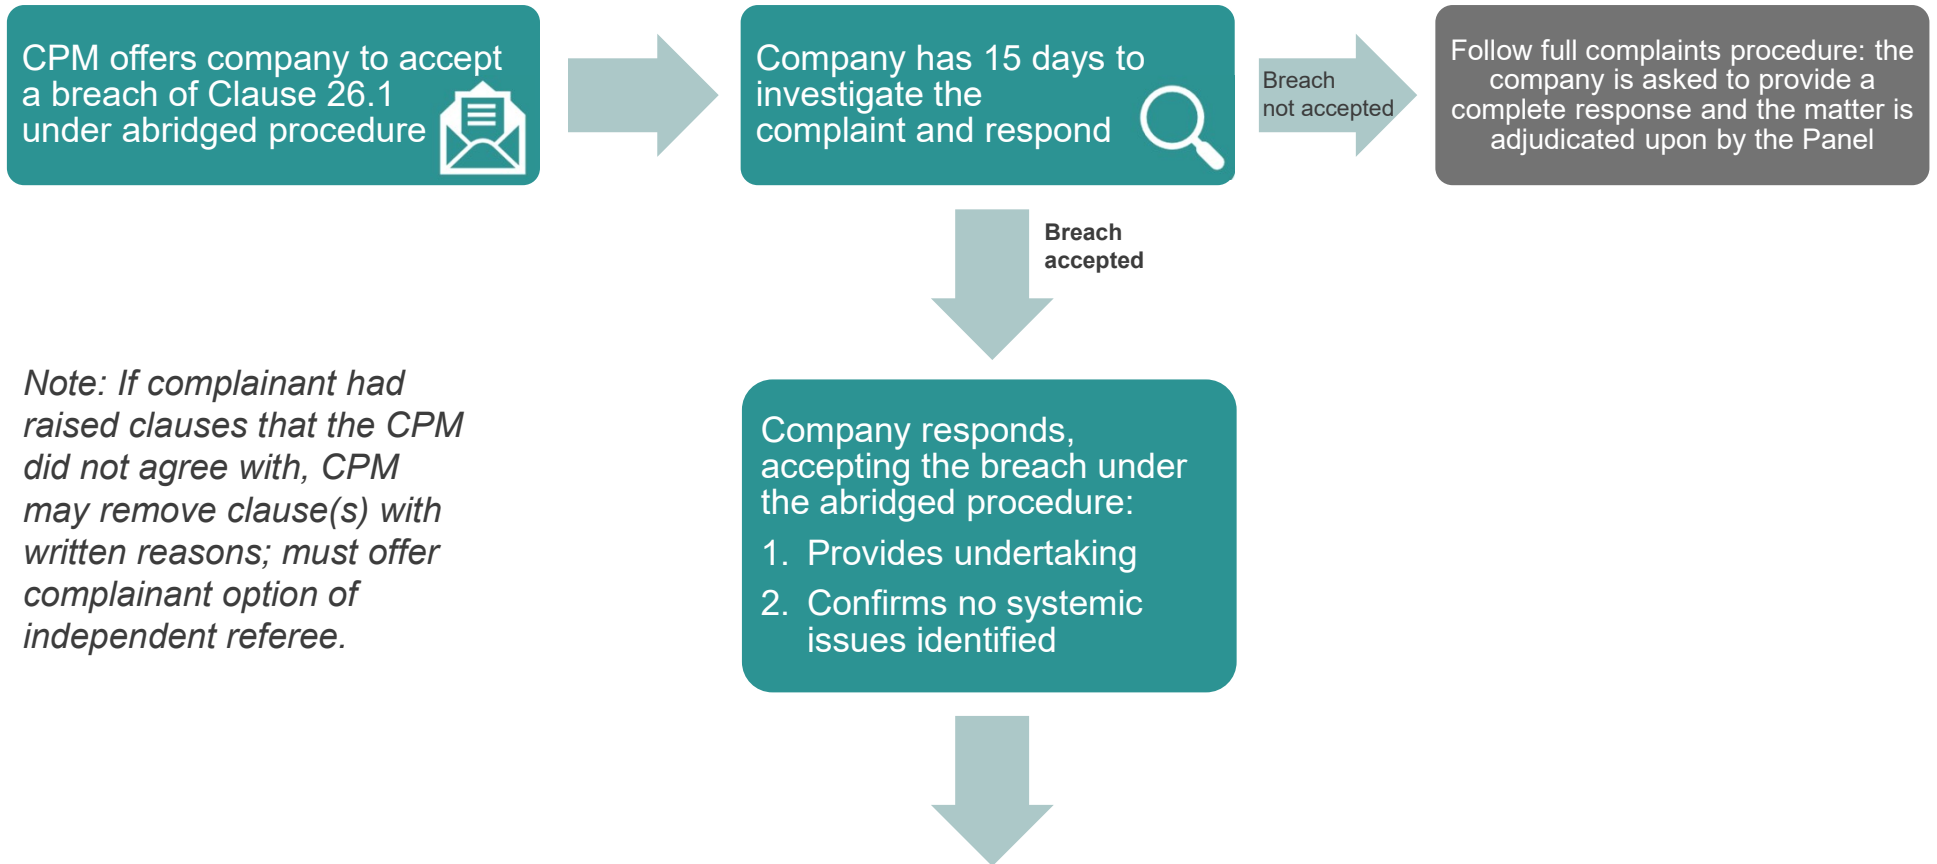 CPM offers company to accept
a breach of Clause 26.1
under abridged procedure
Company has 15 days to
investigate the
complaint and respond
Breach
not accepted
Follow full complaints procedure: the
company is asked to provide a
complete response and the matter is
adjudicated upon by the Panel
Breach
accepted
Note: If complainant had
raised clauses that the CPM
did not agree with, CPM
may remove clause(s) with
written reasons; must offer
complainant option of
independent referee.
Company responds,
accepting the breach under
the abridged procedure:
1. Provides undertaking
2. Confirms no systemic
issues identified